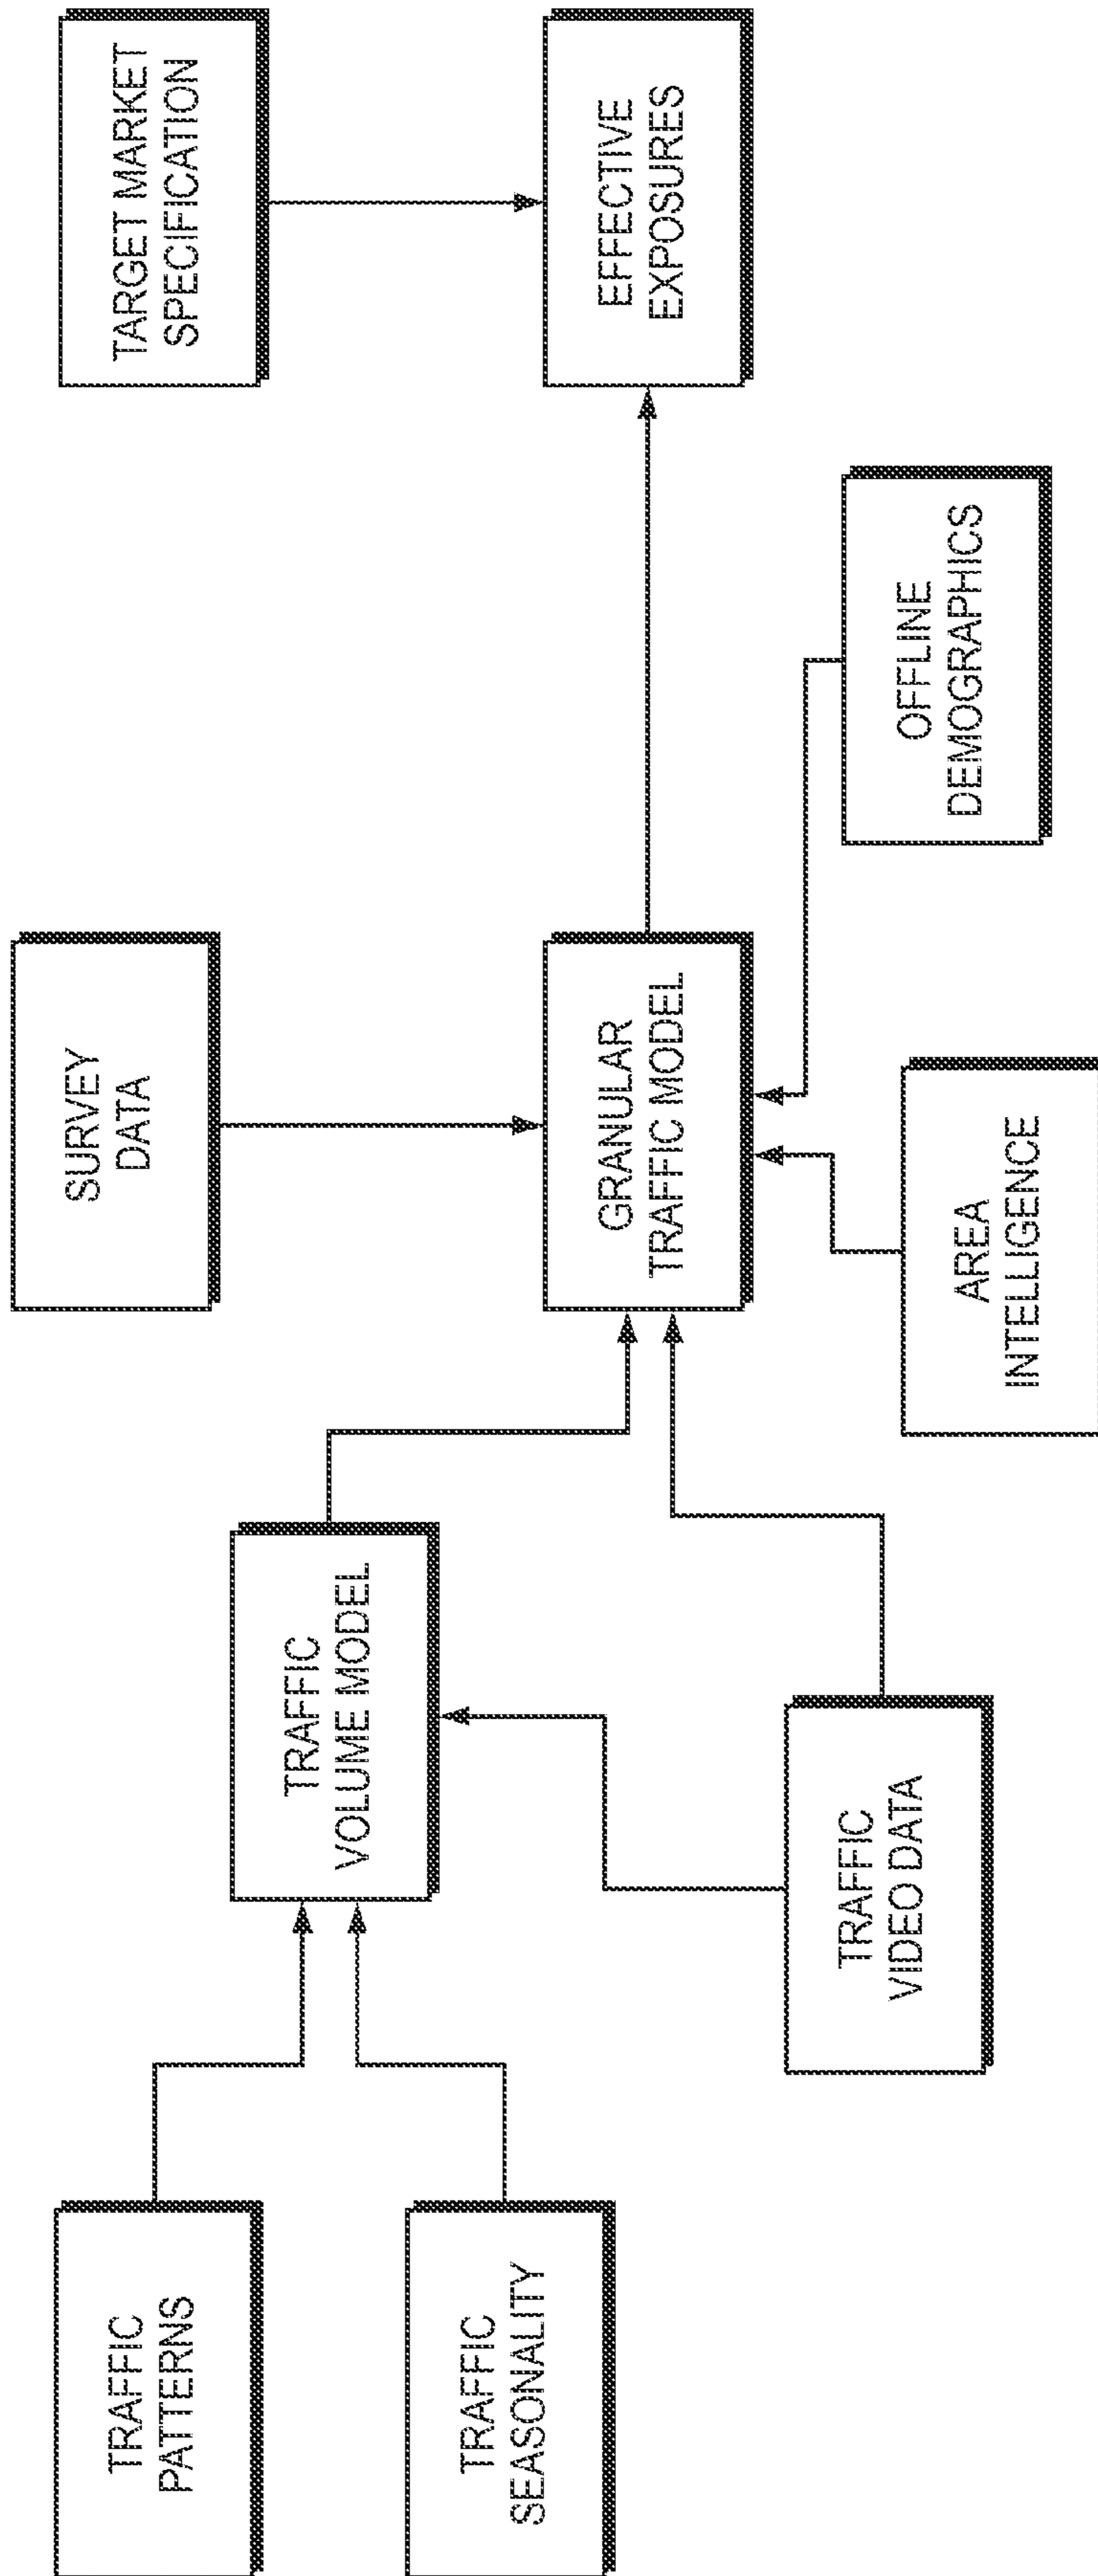 TRAFFIC
PATTERNS
TRAFFIC
SEASONALITY
TRAFFIC
VOLUME MODEL
TRAFFIC
VIDEO DATA
SURVEY
DATA
GRANULAR
TRAFFIC MODEL
AREA
INTELLIGENCE
OFFLINE
DEMOGRAPHICS
TARGET MARKET
SPECIFICATION
EFFECTIVE
EXPOSURES